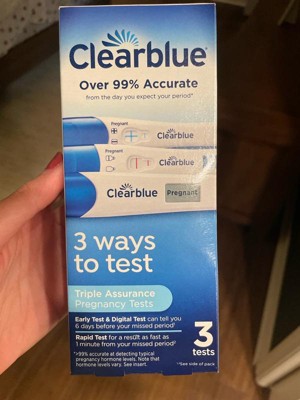 Clearblue®
Over 99% Accurate
from the day you expect your period*
Pregnant
Clearblue
Pregnant
Clearblue
Clearblue Pregnant
3 ways
to test
Triple Assurance
Pregnancy Tests
Early Test & Digital Test can tell you
6 days before your missed period†
Rapid Test for a result as fast as
1 minute from your missed period†
*>99% accurate at detecting typical
pregnancy hormone levels. Note that
hormone levels vary. See insert.
3
tests
†See side of pack